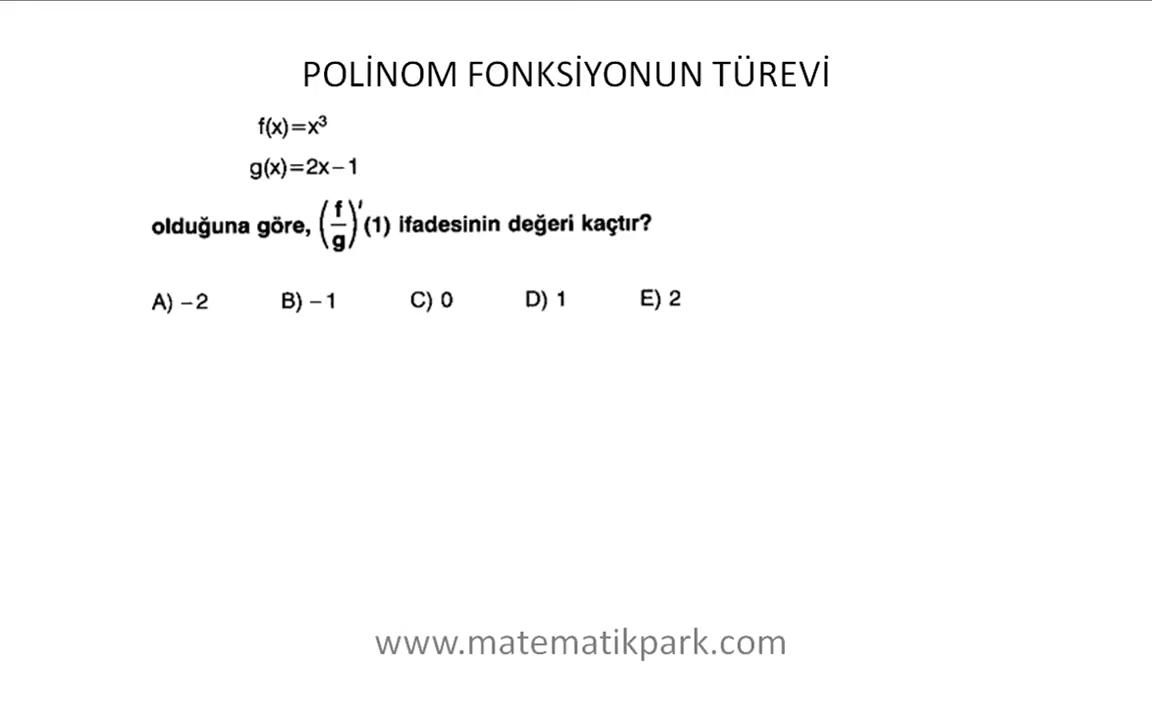 POLİNOM FONKSİYONUN TÜREVİ
f(x)=x³
g(x)=2x−1
olduğuna göre, (f/g)′(1) ifadesinin değeri kaçtır?
A) −2 B) −1 C) 0 D) 1 E) 2
www.matematikpark.com